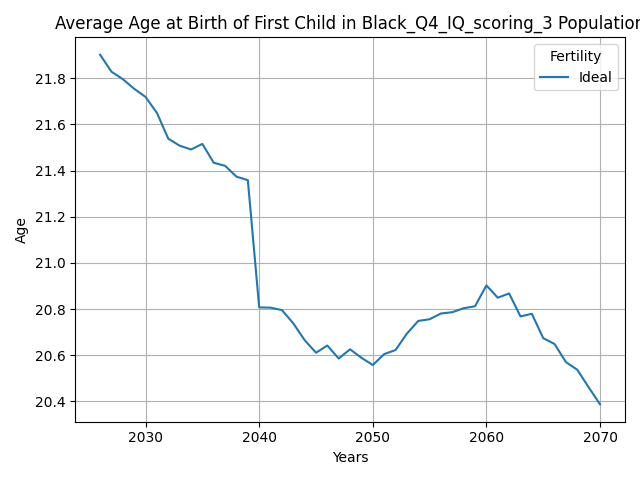 Average Age at Birth of First Child in Black_Q4_IQ_scoring_3 Population
Fertility
Ideal
21.8
21.6
21.4
21.2
21.0
20.8
20.6
20.4
Age
2030 2040 2050 2060 2070
Years